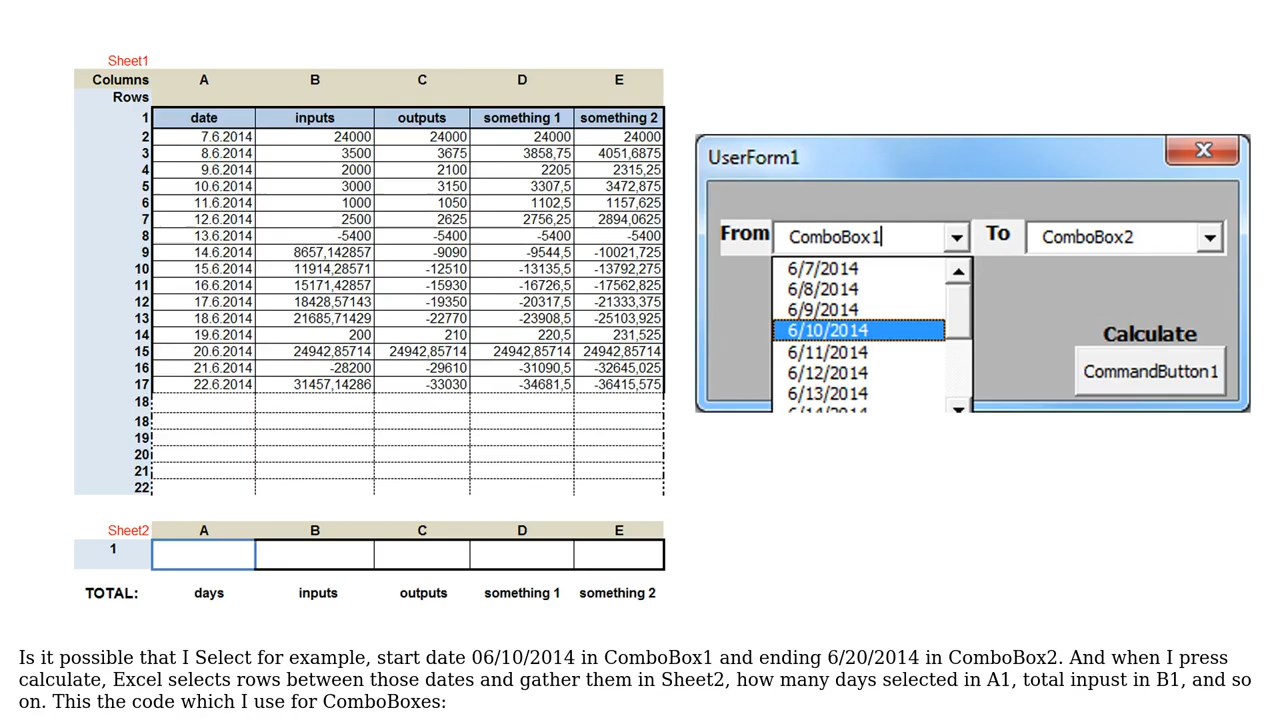 Sheet1
Columns A B C D E
Rows
1 date inputs outputs something 1 something 2
2 7.6.2014 24000 24000 24000 24000
3 8.6.2014 3500 3675 3858,75 4051,6875
4 9.6.2014 2000 2100 2205 2315,25
5 10.6.2014 3000 3150 3307,5 3472,875
6 11.6.2014 1000 1050 1102,5 1157,625
7 12.6.2014 2500 2625 2756,25 2894,0625
8 13.6.2014 -5400 -5400 -5400 -5400
9 14.6.2014 8657,142857 -9090 -9544,5 -10021,725
10 15.6.2014 11914,28571 -12510 -13135,5 -13792,275
11 16.6.2014 15171,42857 -15930 -16726,5 -17562,825
12 17.6.2014 18428,57143 -19350 -20317,5 -21333,375
13 18.6.2014 21685,71429 -22770 -23908,5 -25103,925
14 19.6.2014 200 210 220,5 231,525
15 20.6.2014 24942,85714 24942,85714 24942,85714 24942,85714
16 21.6.2014 -28200 -29610 -31090,5 -32645,025
17 22.6.2014 31457,14286 -33030 -34681,5 -36415,575
18
18
19
20
21
22
Sheet2 A B C D E
1
TOTAL: days inputs outputs something 1 something 2
UserForm1
From ComboBox1 To ComboBox2
6/7/2014
6/8/2014
6/9/2014
6/10/2014
6/11/2014
6/12/2014
6/13/2014
6/14/2014
Calculate
CommandButton1
Is it possible that I Select for example, start date 06/10/2014 in ComboBox1 and ending 6/20/2014 in ComboBox2. And when I press
calculate, Excel selects rows between those dates and gather them in Sheet2, how many days selected in A1, total inpust in B1, and so
on. This the code which I use for ComboBoxes: